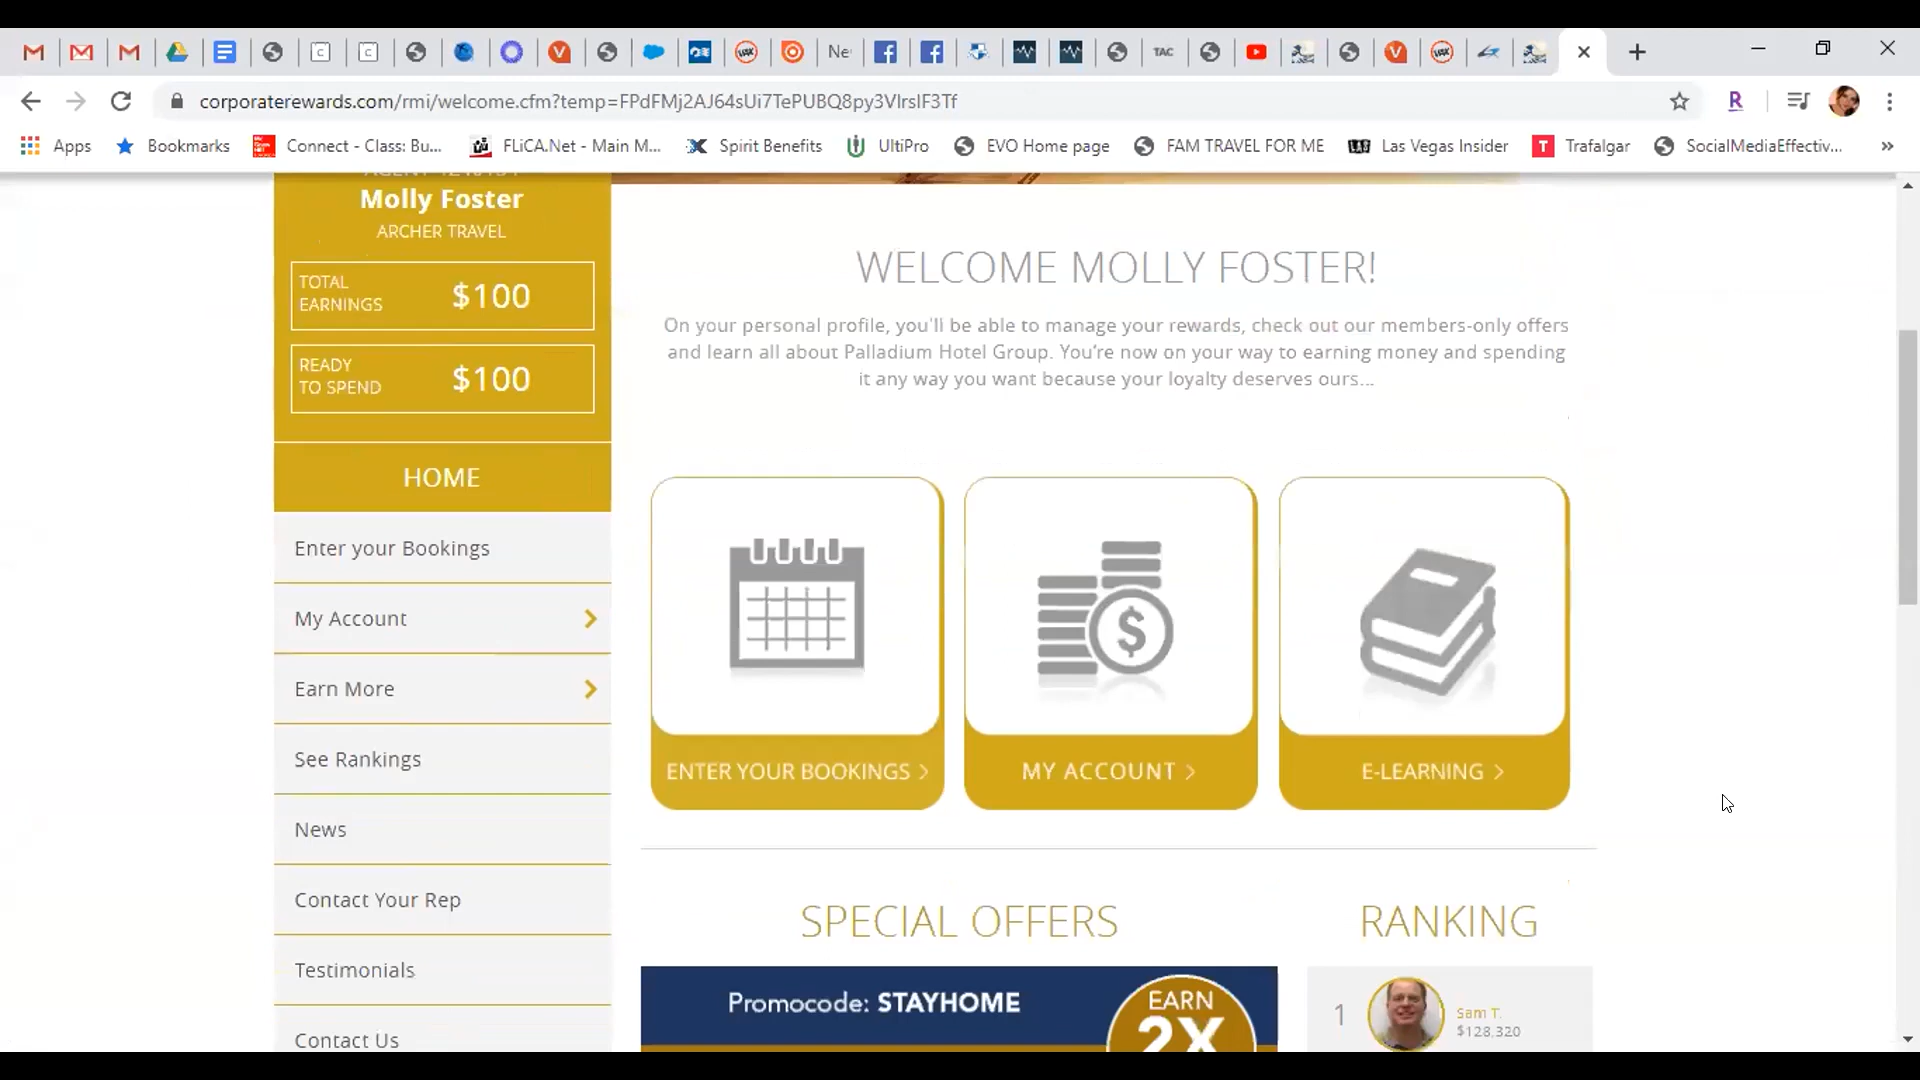 Ne
TAC
corporaterewards.com/rmi/welcome.cfm?temp=FPdFMj2AJ64sUi7TePUBQ8py3VIrsIF3Tf
Apps
Bookmarks
Connect - Class: Bu...
FLiCA.Net - Main M...
Spirit Benefits
UltiPro
EVO Home page
FAM TRAVEL FOR ME
Las Vegas Insider
Trafalgar
SocialMediaEffectiv...
Molly Foster
ARCHER TRAVEL
TOTAL
EARNINGS
$100
READY
TO SPEND
$100
HOME
Enter your Bookings
My Account
Earn More
See Rankings
News
Contact Your Rep
Testimonials
Contact Us
WELCOME MOLLY FOSTER!
On your personal profile, you'll be able to manage your rewards, check out our members-only offers
and learn all about Palladium Hotel Group. You're now on your way to earning money and spending
it any way you want because your loyalty deserves ours...
ENTER YOUR BOOKINGS
MY ACCOUNT
E-LEARNING
SPECIAL OFFERS
Promocode: STAYHOME
EARN
2X
RANKING
1
Sam T.
$128,320